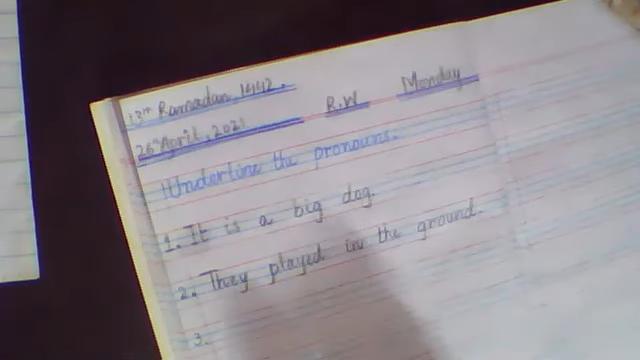 13th Ramadan 1442.
26th April, 2021 R.W Monday
Underline the pronouns.
1. It is a big dog.
2. They played in the ground.
3.